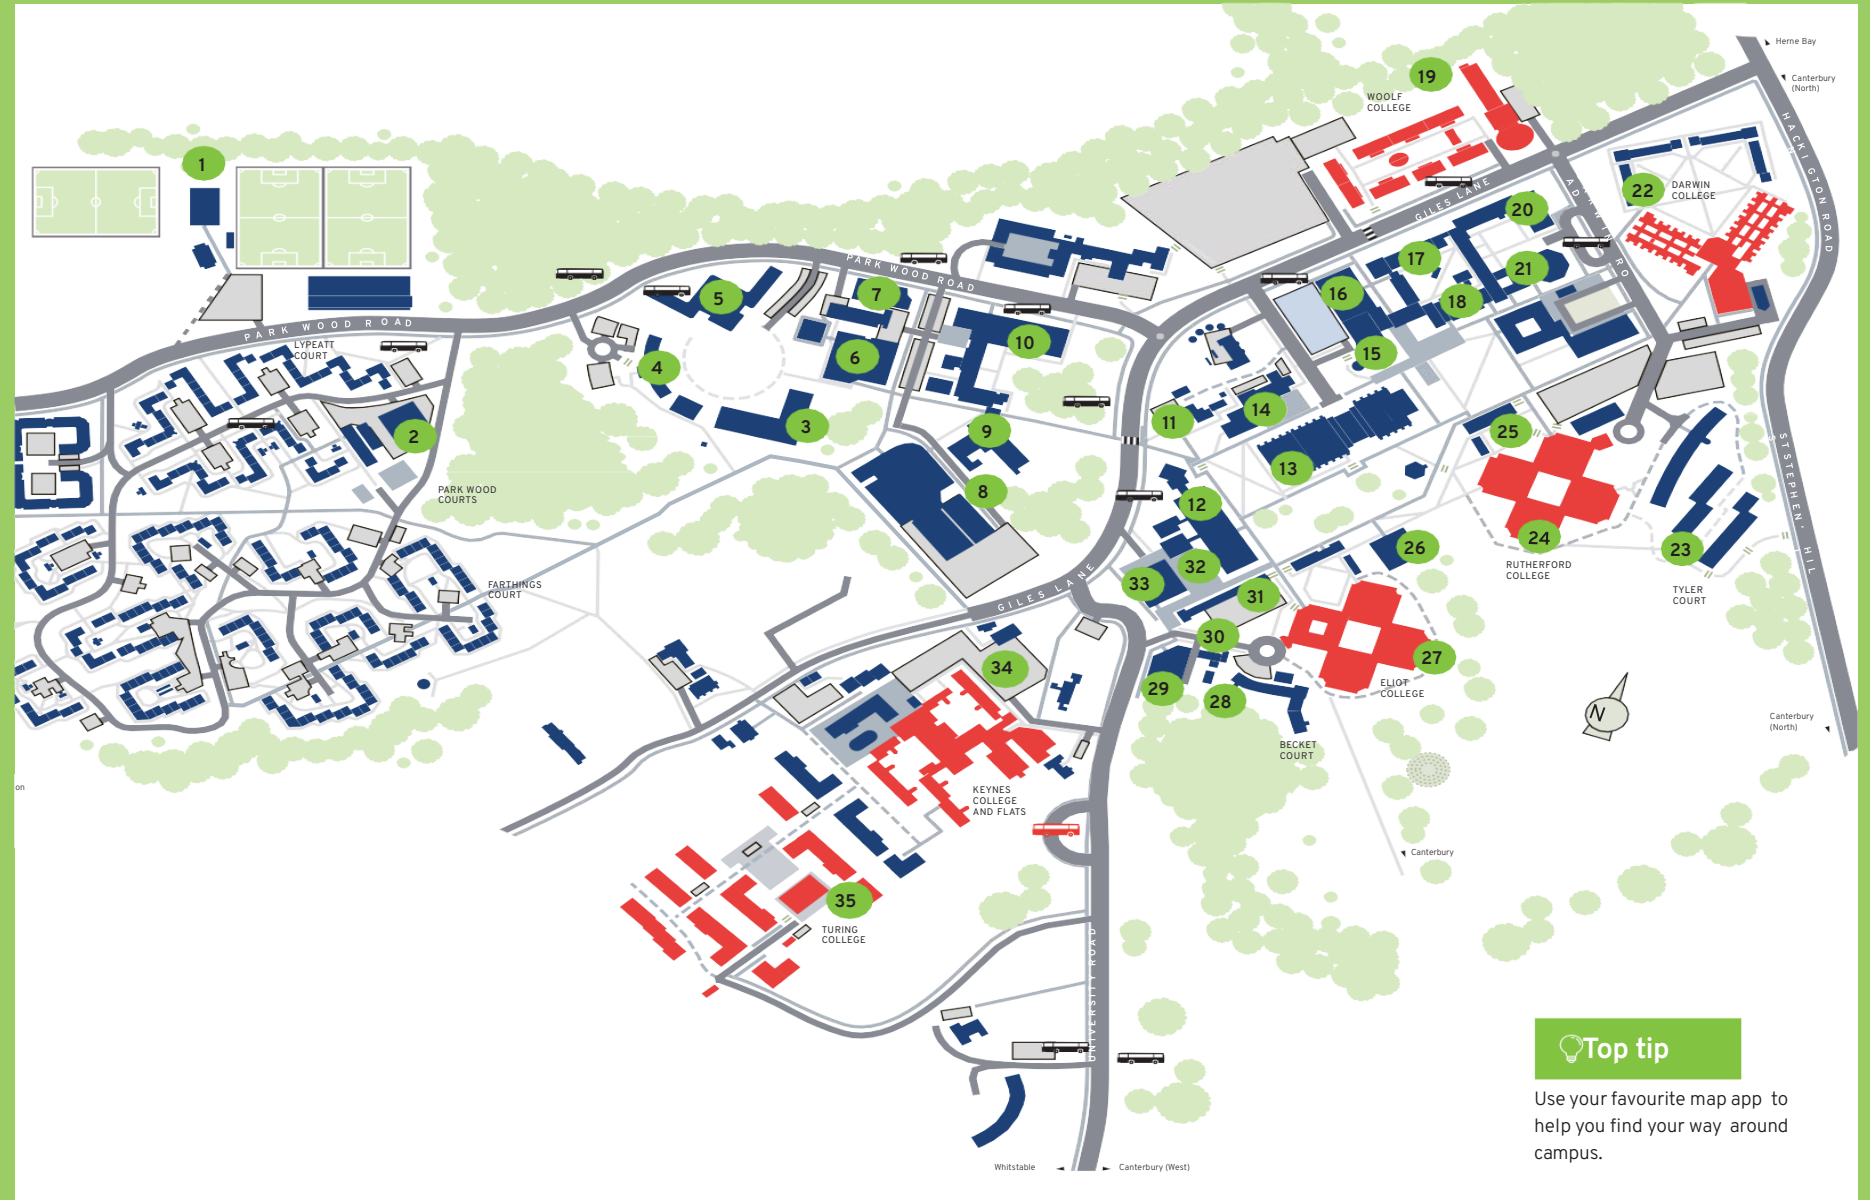 Herne Bay
Canterbury
(North)
19
WOOLF
COLLEGE
HACKINGTON ROAD
1
GILES LANE
20
22
DARWIN
COLLEGE
DARWIN ROAD
PARK WOOD ROAD
17
21
5
7
16
18
PARK WOOD ROAD
LYPEATT
COURT
4
6
10
15
2
3
11
14
9
25
13
ST STEPHEN'S HILL
PARK WOOD
COURTS
8
12
24
RUTHERFORD
COLLEGE
23
TYLER
COURT
26
32
33
31
FARTHINGS
COURT
GILES LANE
30
27
ELIOT
COLLEGE
34
29
28
N
Canterbury
(North)
BECKET
COURT
on
KEYNES
COLLEGE
AND FLATS
Canterbury
35
TURING
COLLEGE
UNIVERSITY ROAD
Top tip
Use your favourite map app to
help you find your way around
campus.
Whitstable
Canterbury (West)